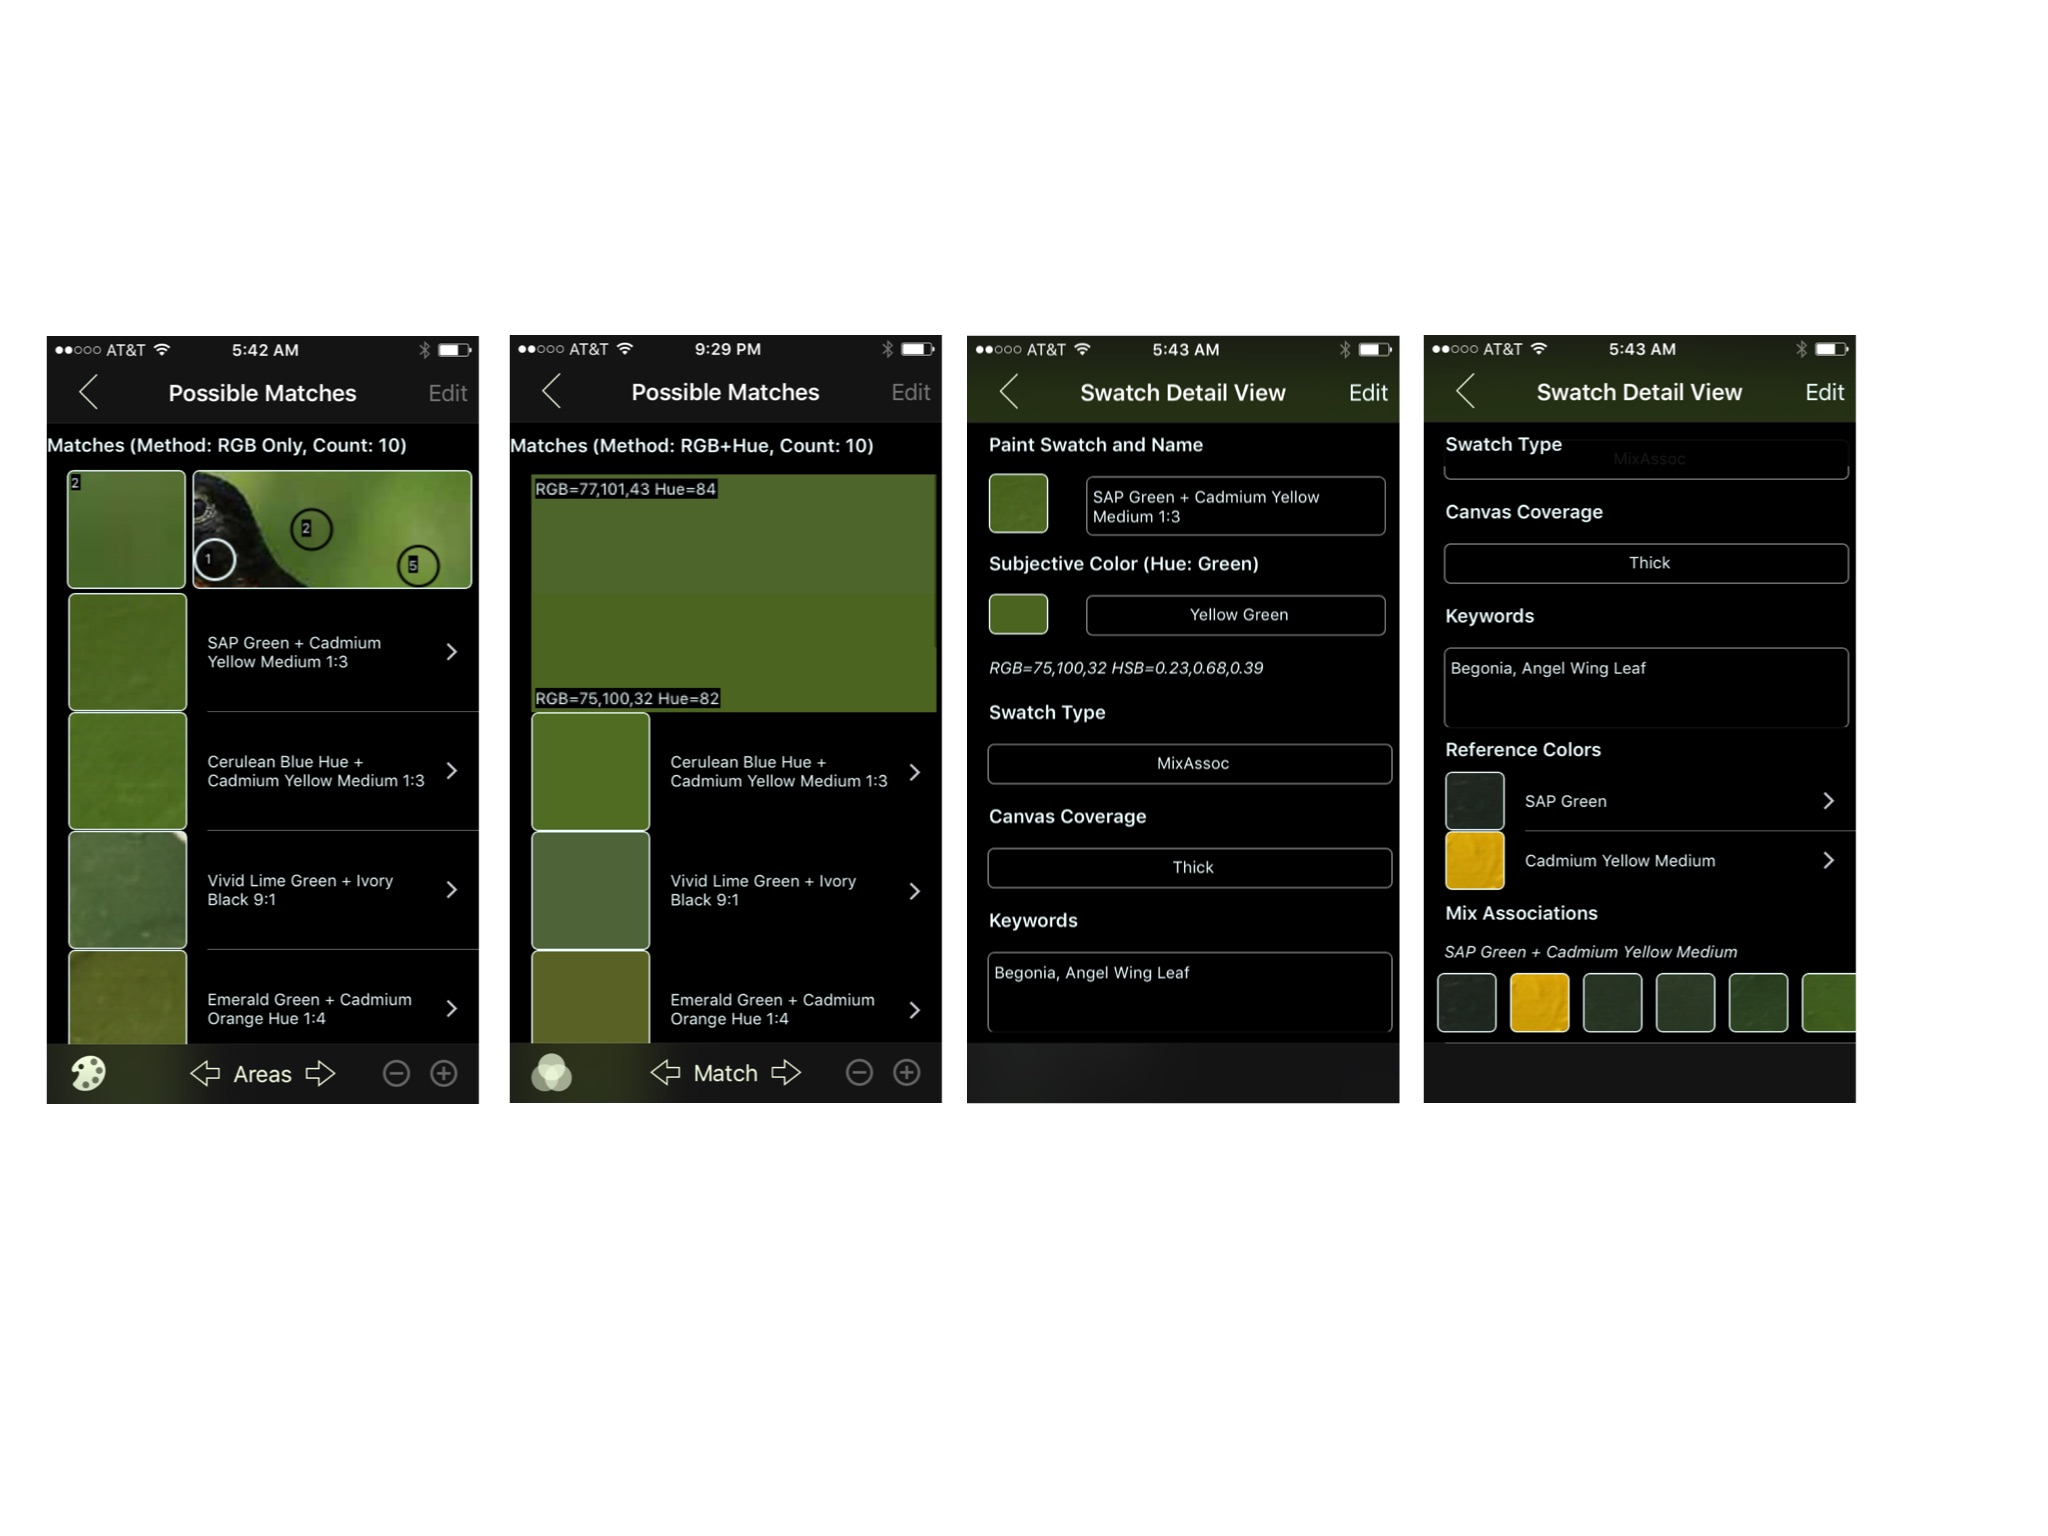 AT&T 5:42 AM
Possible Matches Edit
Matches (Method: RGB Only, Count: 10)
2
1
2
5
SAP Green + Cadmium
Yellow Medium 1:3
Cerulean Blue Hue +
Cadmium Yellow Medium 1:3
Vivid Lime Green + Ivory
Black 9:1
Emerald Green + Cadmium
Orange Hue 1:4
Areas
AT&T 9:29 PM
Possible Matches Edit
Matches (Method: RGB+Hue, Count: 10)
RGB=77,101,43 Hue=84
RGB=75,100,32 Hue=82
Cerulean Blue Hue +
Cadmium Yellow Medium 1:3
Vivid Lime Green + Ivory
Black 9:1
Emerald Green + Cadmium
Orange Hue 1:4
Match
AT&T 5:43 AM
Swatch Detail View Edit
Paint Swatch and Name
SAP Green + Cadmium Yellow
Medium 1:3
Subjective Color (Hue: Green)
Yellow Green
RGB=75,100,32 HSB=0.23,0.68,0.39
Swatch Type
MixAssoc
Canvas Coverage
Thick
Keywords
Begonia, Angel Wing Leaf
AT&T 5:43 AM
Swatch Detail View Edit
Swatch Type
MixAssoc
Canvas Coverage
Thick
Keywords
Begonia, Angel Wing Leaf
Reference Colors
SAP Green
Cadmium Yellow Medium
Mix Associations
SAP Green + Cadmium Yellow Medium